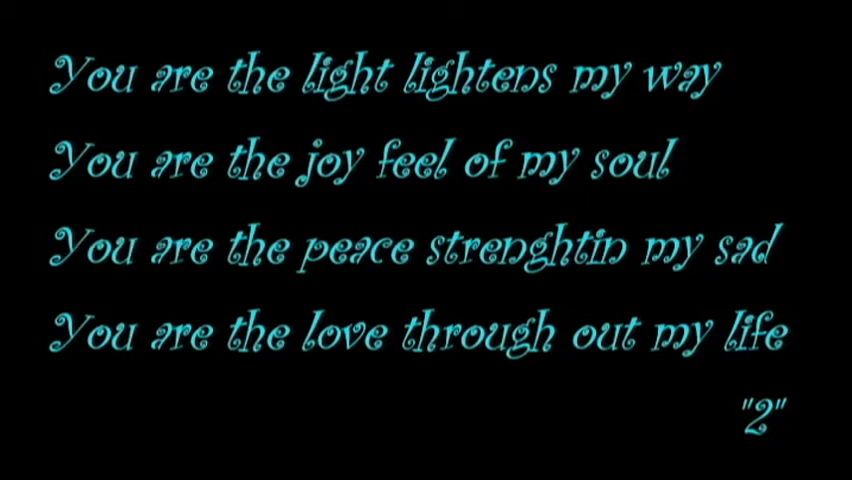 You are the light lightens my way
You are the joy feel of my soul
You are the peace strenghtin my sad
You are the love through out my life
"2"